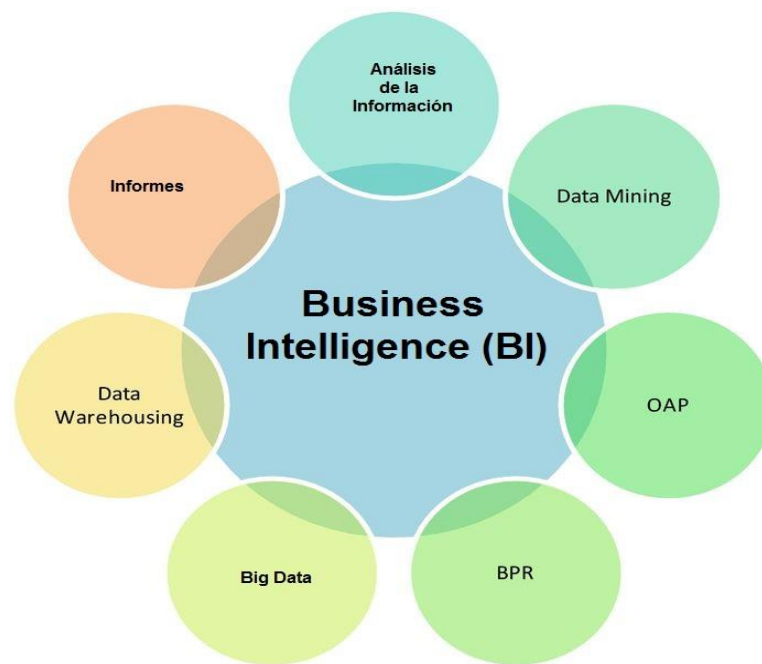 Análisis
de la
Información
Informes
Data Mining
Business
Intelligence (BI)
Data
Warehousing
OAP
Big Data
BPR